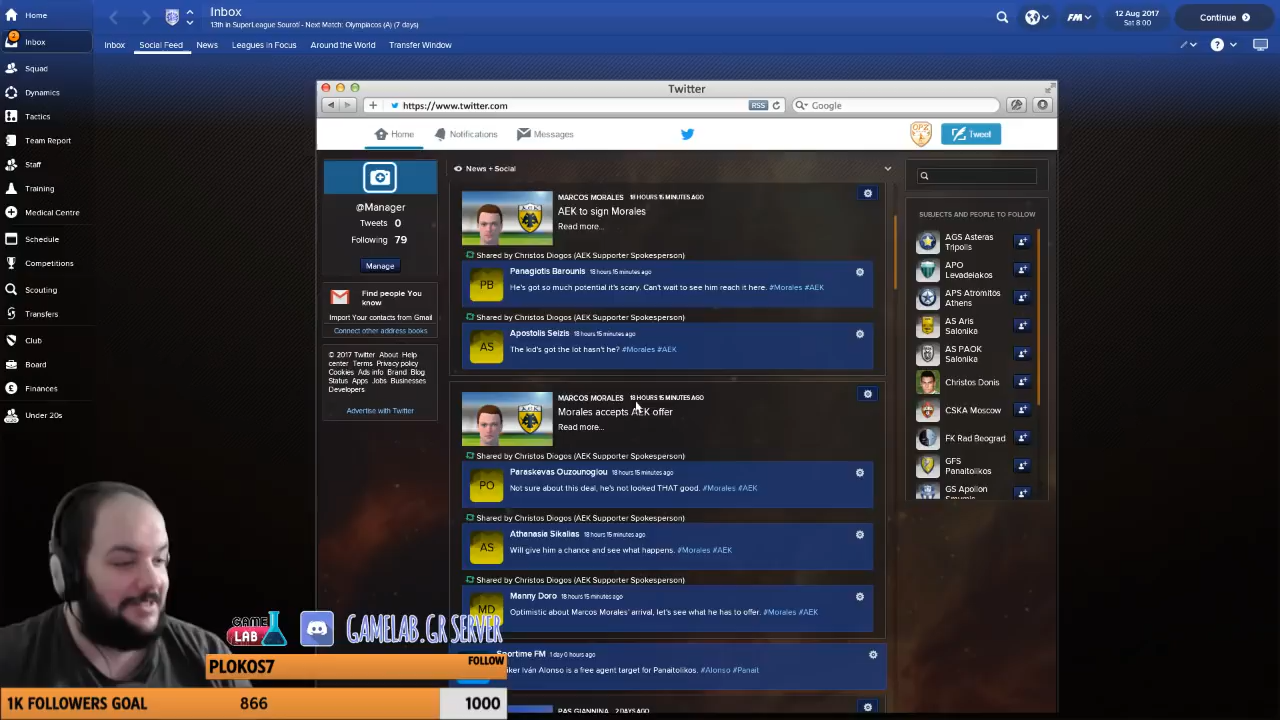 Home
Inbox
Squad
Dynamics
Tactics
Team Report
Staff
Training
Medical Centre
Schedule
Competitions
Scouting
Transfers
Club
Board
Finances
Under 20s
Inbox
13th in SuperLeague Souroti - Next Match: Olympiacos (A) (7 days)
FM
12 Aug 2017
Sat 8:00
Continue
Inbox
Social Feed
News
Leagues in Focus
Around the World
Transfer Window
?
Twitter
https://www.twitter.com
RSS
Google
Home
Notifications
Messages
Tweet
@Manager
Tweets 0
Following 79
Manage
Find people You
know
Import Your contacts from Gmail
Connect other address books
© 2017 Twitter About Help
center Terms Privacy policy
Cookies Ads info Brand Blog
Status Apps Jobs Businesses
Developers
Advertise with Twitter
News + Social
MARCOS MORALES 18 HOURS 15 MINUTES AGO
AEK to sign Morales
Read more...
Shared by Christos Diogos (AEK Supporter Spokesperson)
PB
Panagiotis Barounis 18 hours 15 minutes ago
He's got so much potential it's scary. Can't wait to see him reach it here. #Morales #AEK
Shared by Christos Diogos (AEK Supporter Spokesperson)
AS
Apostolis Seizis 18 hours 15 minutes ago
The kid's got the lot hasn't he? #Morales #AEK
MARCOS MORALES 18 HOURS 15 MINUTES AGO
Morales accepts AEK offer
Read more...
Shared by Christos Diogos (AEK Supporter Spokesperson)
PO
Paraskevas Ouzounoglou 18 hours 15 minutes ago
Not sure about this deal, he's not looked THAT good. #Morales #AEK
Shared by Christos Diogos (AEK Supporter Spokesperson)
AS
Athanasia Sikalias 18 hours 15 minutes ago
Will give him a chance and see what happens. #Morales #AEK
Shared by Christos Diogos (AEK Supporter Spokesperson)
MD
Manny Doro 18 hours 15 minutes ago
Optimistic about Marcos Morales' arrival, let's see what he has to offer. #Morales #AEK
Sportime FM 1 day 0 hours ago
Iván Alonso is a free agent target for Panaitolikos. #Alonso #Panait
PAS GIANNINA 2 DAYS AGO
SUBJECTS AND PEOPLE TO FOLLOW
AGS Asteras
Tripolis
APO
Levadeiakos
APS Atromitos
Athens
AS Aris
Salonika
AS PAOK
Salonika
Christos Donis
CSKA Moscow
FK Rad Beograd
GFS
Panaitolikos
GS Apollon
Smyrnis
GAME
LAB
GAMELAB.GR SERVER
PLOKOS7
FOLLOW
1K FOLLOWERS GOAL
866
1000